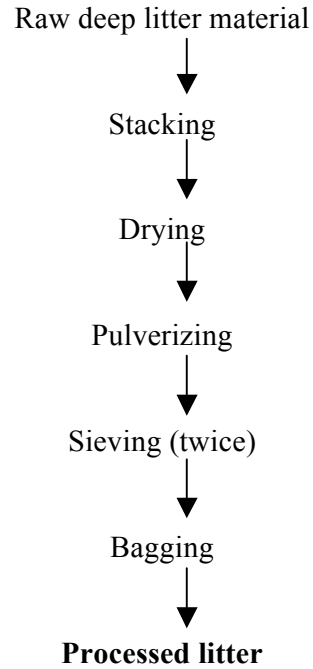 Raw deep litter material
Stacking
Drying
Pulverizing
Sieving (twice)
Bagging
Processed litter